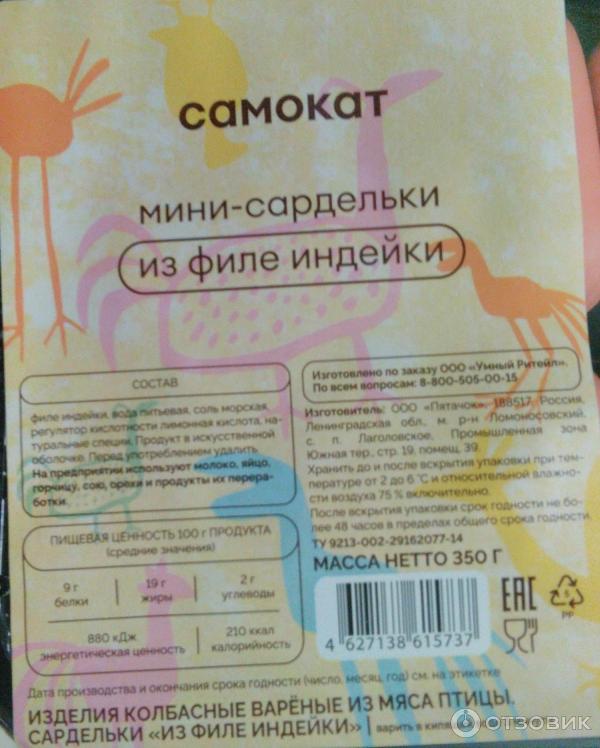 самокат
мини-сардельки
из филе индейки
СОСТАВ
филе индейки, вода питьевая, соль морская,
регулятор кислотности лимонная кислота, на-
туральные специи. Продукт в искусственной
оболочке. Перед употреблением удалить.
На предприятии используют молоко, яйцо,
горчицу, сою, орехи и продукты их перера-
ботки.
ПИЩЕВАЯ ЦЕННОСТЬ 100 г ПРОДУКТА
(средние значения)
9 г 19 г 2 г
белки жиры углеводы
880 кДж 210 ккал
энергетическая ценность калорийность
Изготовлено по заказу ООО «Умный Ритейл».
По всем вопросам: 8-800-505-00-15
Изготовитель: ООО «Пятачок», 188517, Россия,
Ленинградская обл., м. р-н Ломоносовский,
с. п. Лаголовское, Промышленная зона
Южная тер., стр. 19, помещ. 39.
Хранить до и после вскрытия упаковки при тем-
пературе от 2 до 6 °С и относительной влажно-
сти воздуха 75 % включительно.
После вскрытия упаковки срок годности не бо-
лее 48 часов в пределах общего срока годности.
ТУ 9213-002-29162077-14
МАССА НЕТТО 350 Г
4 627138 615737
EAC
5
PP
Дата производства и окончания срока годности (число, месяц, год) см. на этикетке
ИЗДЕЛИЯ КОЛБАСНЫЕ ВАРЁНЫЕ ИЗ МЯСА ПТИЦЫ.
САРДЕЛЬКИ «ИЗ ФИЛЕ ИНДЕЙКИ» варить в
ОТЗОВИК